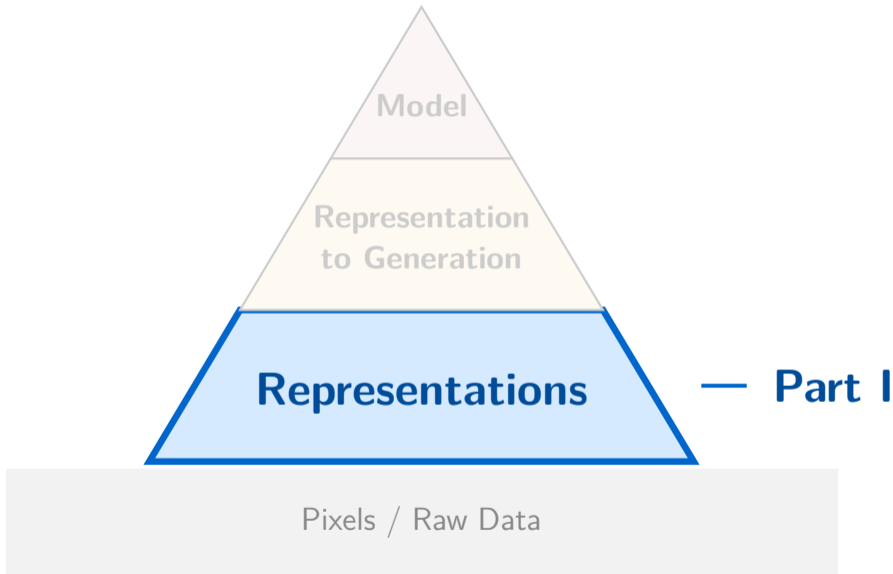 Model
Representation
to Generation
Representations
Part I
Pixels / Raw Data